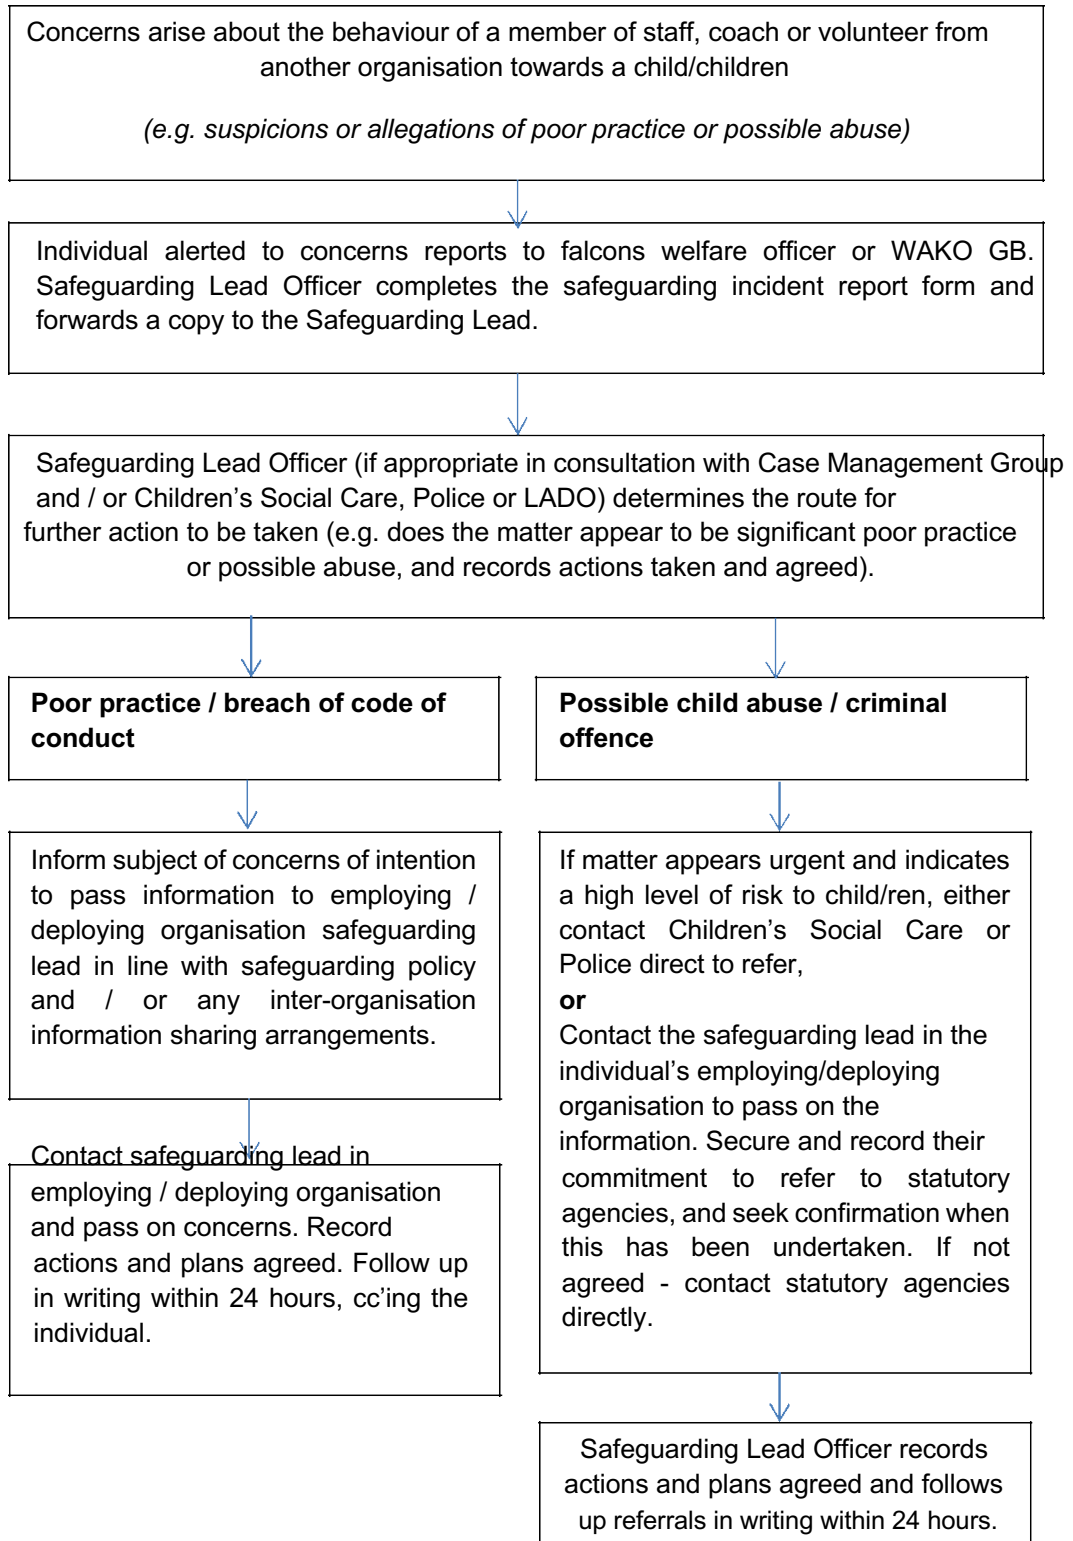 Concerns arise about the behaviour of a member of staff, coach or volunteer from
another organisation towards a child/children
(e.g. suspicions or allegations of poor practice or possible abuse)
Individual alerted to concerns reports to falcons welfare officer or WAKO GB.
Safeguarding Lead Officer completes the safeguarding incident report form and
forwards a copy to the Safeguarding Lead.
Safeguarding Lead Officer (if appropriate in consultation with Case Management Group
and / or Children’s Social Care, Police or LADO) determines the route for
further action to be taken (e.g. does the matter appear to be significant poor practice
or possible abuse, and records actions taken and agreed).
Poor practice / breach of code of
conduct
Inform subject of concerns of intention
to pass information to employing /
deploying organisation safeguarding
lead in line with safeguarding policy
and / or any inter-organisation
information sharing arrangements.
Contact safeguarding lead in
employing / deploying organisation
and pass on concerns. Record
actions and plans agreed. Follow up
in writing within 24 hours, cc’ing the
individual.
Possible child abuse / criminal
offence
If matter appears urgent and indicates
a high level of risk to child/ren, either
contact Children’s Social Care or
Police direct to refer,
or
Contact the safeguarding lead in the
individual’s employing/deploying
organisation to pass on the
information. Secure and record their
commitment to refer to statutory
agencies, and seek confirmation when
this has been undertaken. If not
agreed - contact statutory agencies
directly.
Safeguarding Lead Officer records
actions and plans agreed and follows
up referrals in writing within 24 hours.